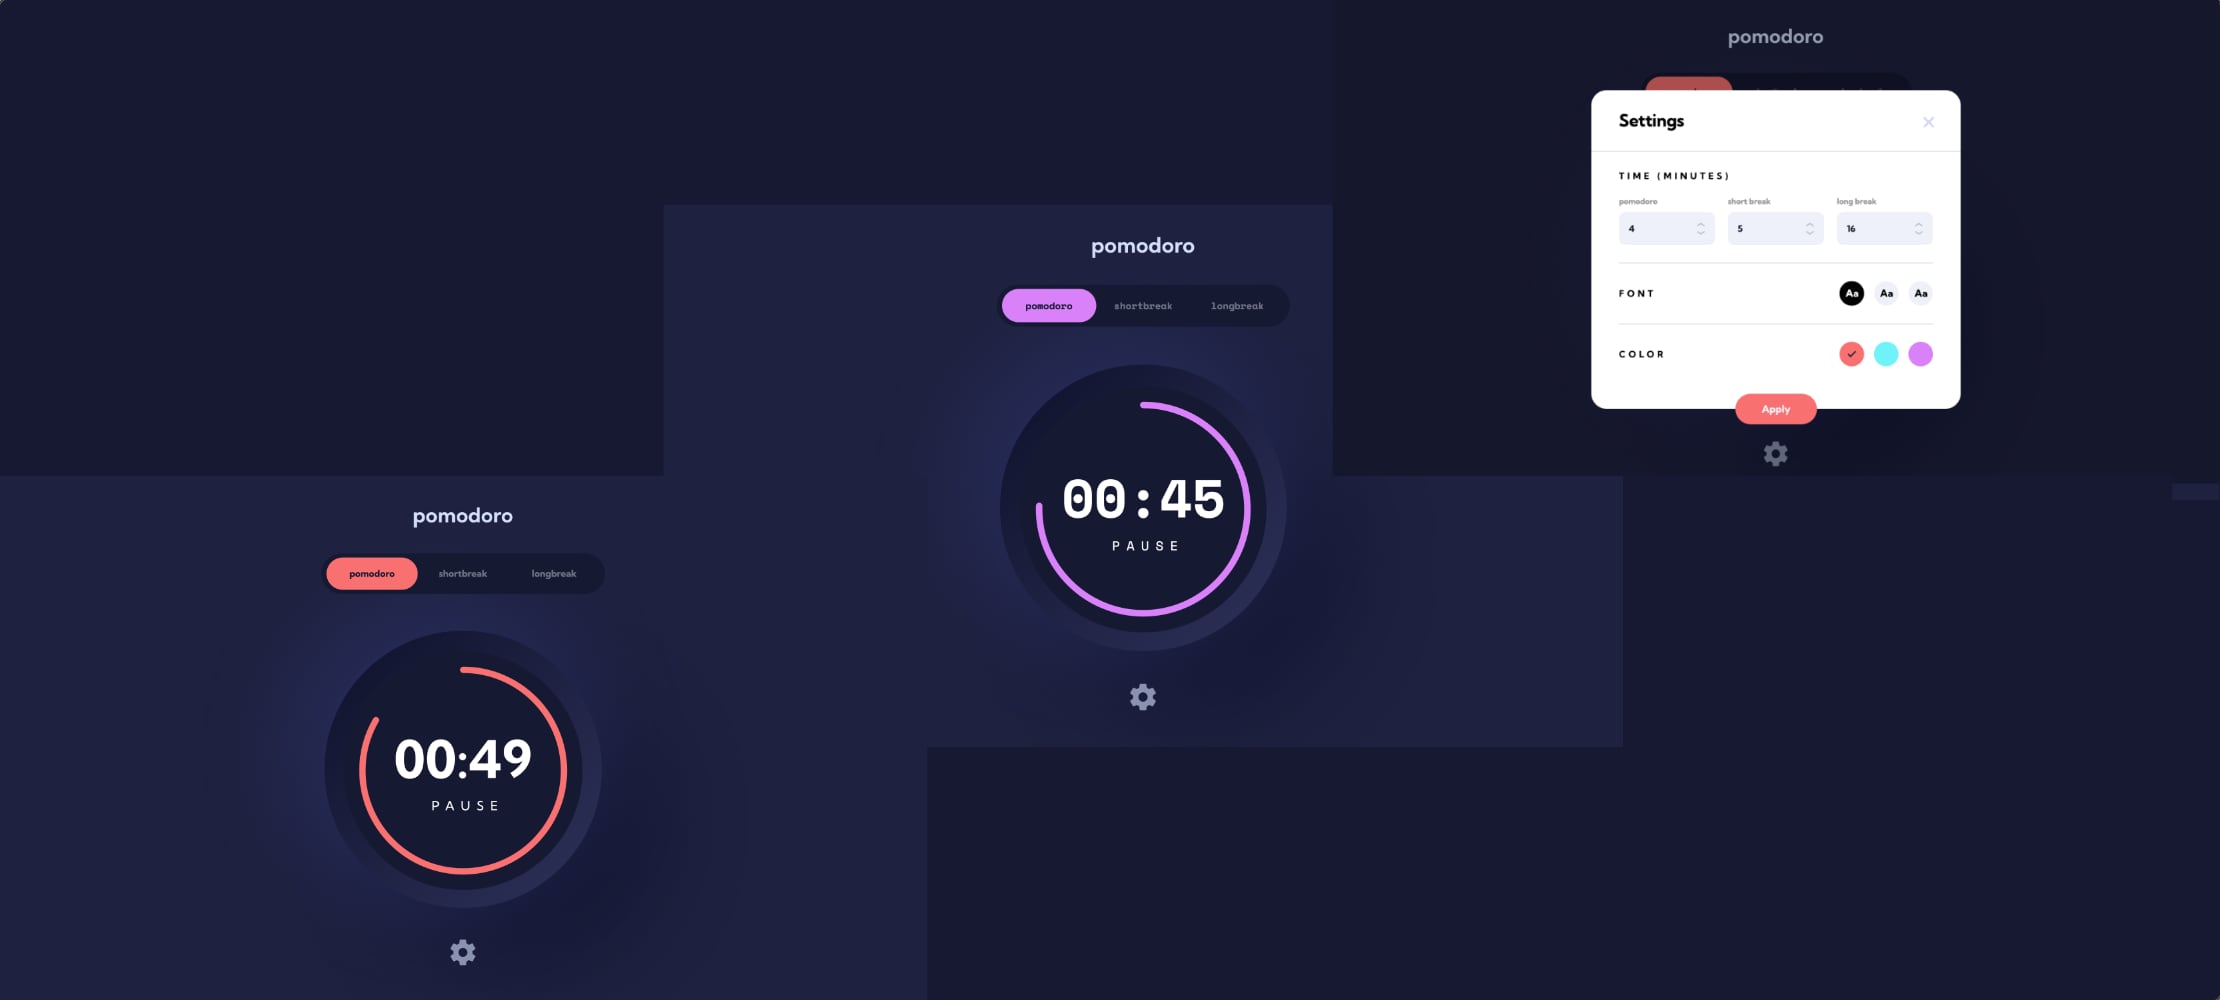 pomodoro
pomodoro shortbreak longbreak
00:49
PAUSE
pomodoro
pomodoro shortbreak longbreak
00:45
PAUSE
pomodoro
Settings
TIME (MINUTES)
pomodoro short break long break
4 5 16
FONT Aa Aa Aa
COLOR
Apply